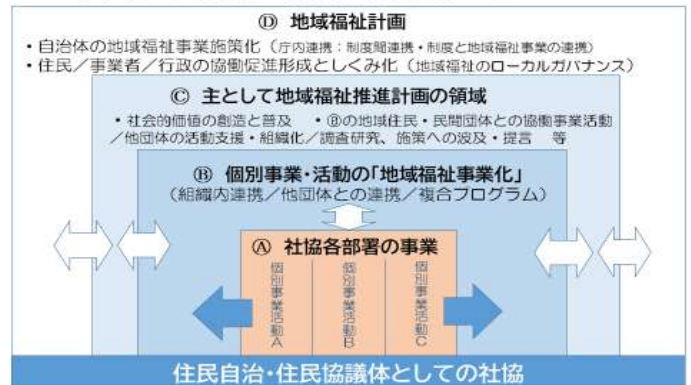 Ⓓ 地域福祉計画
・自治体の地域福祉事業施策化（庁内連携：制度間連携・制度と地域福祉事業の連携）
・住民／事業者／行政の協働促進形成としくみ化（地域福祉のローカルガバナンス）
Ⓒ 主として地域福祉推進計画の領域
・社会的価値の創造と普及 ・Ⓑの地域住民・民間団体との協働事業活動
／他団体の活動支援・組織化／調査研究、施策への波及・提言 等
Ⓑ 個別事業・活動の「地域福祉事業化」
（組織内連携／他団体との連携／複合プログラム）
Ⓐ 社協各部署の事業
個別事業活動A
個別事業活動B
個別事業活動C
住民自治・住民協議体としての社協